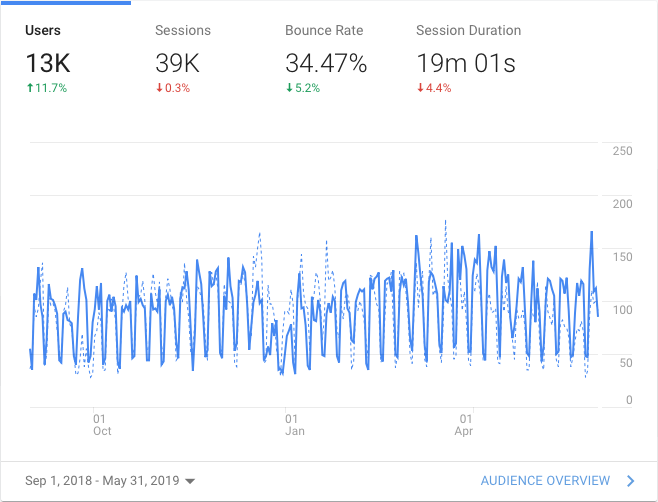 Users Sessions Bounce Rate Session Duration
13K 39K 34.47% 19m 01s
11.7% 0.3% 5.2% 4.4%
250
200
150
100
50
0
01 01 01
Oct Jan Apr
Sep 1, 2018 - May 31, 2019 AUDIENCE OVERVIEW